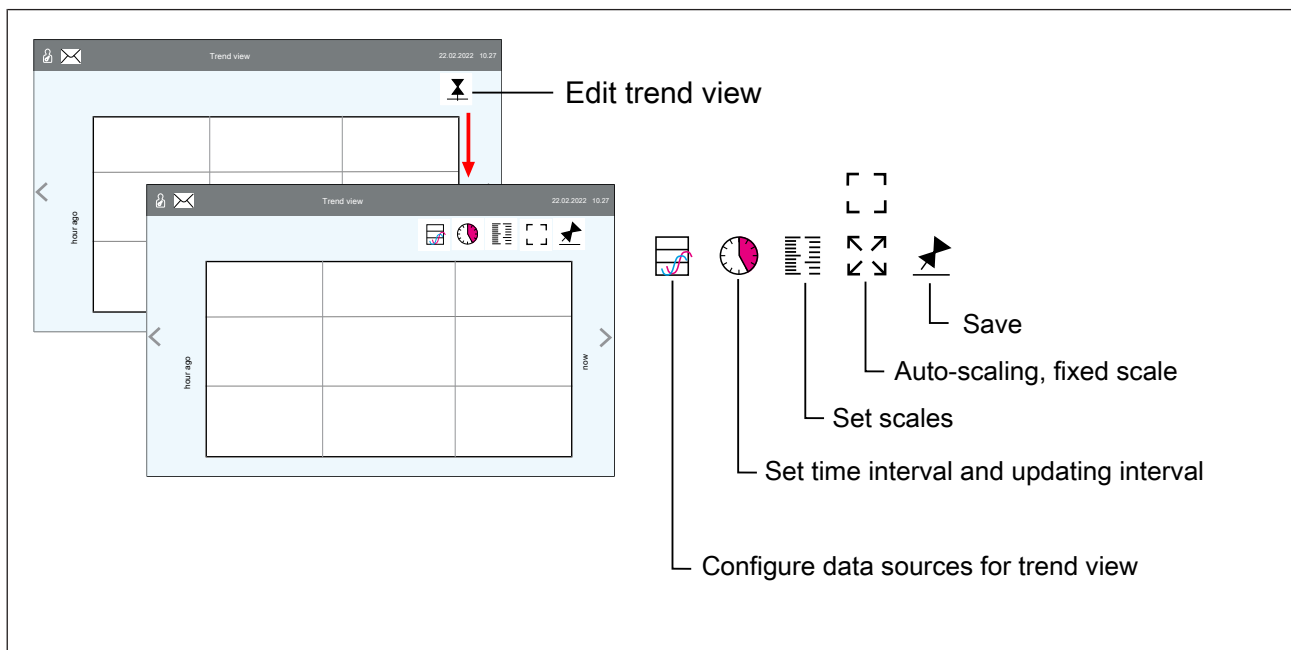 Trend view 22.02.2022 10.27
Edit trend view
hour ago
Trend view 22.02.2022 10.27
hour ago
now
Save
Auto-scaling, fixed scale
Set scales
Set time interval and updating interval
Configure data sources for trend view